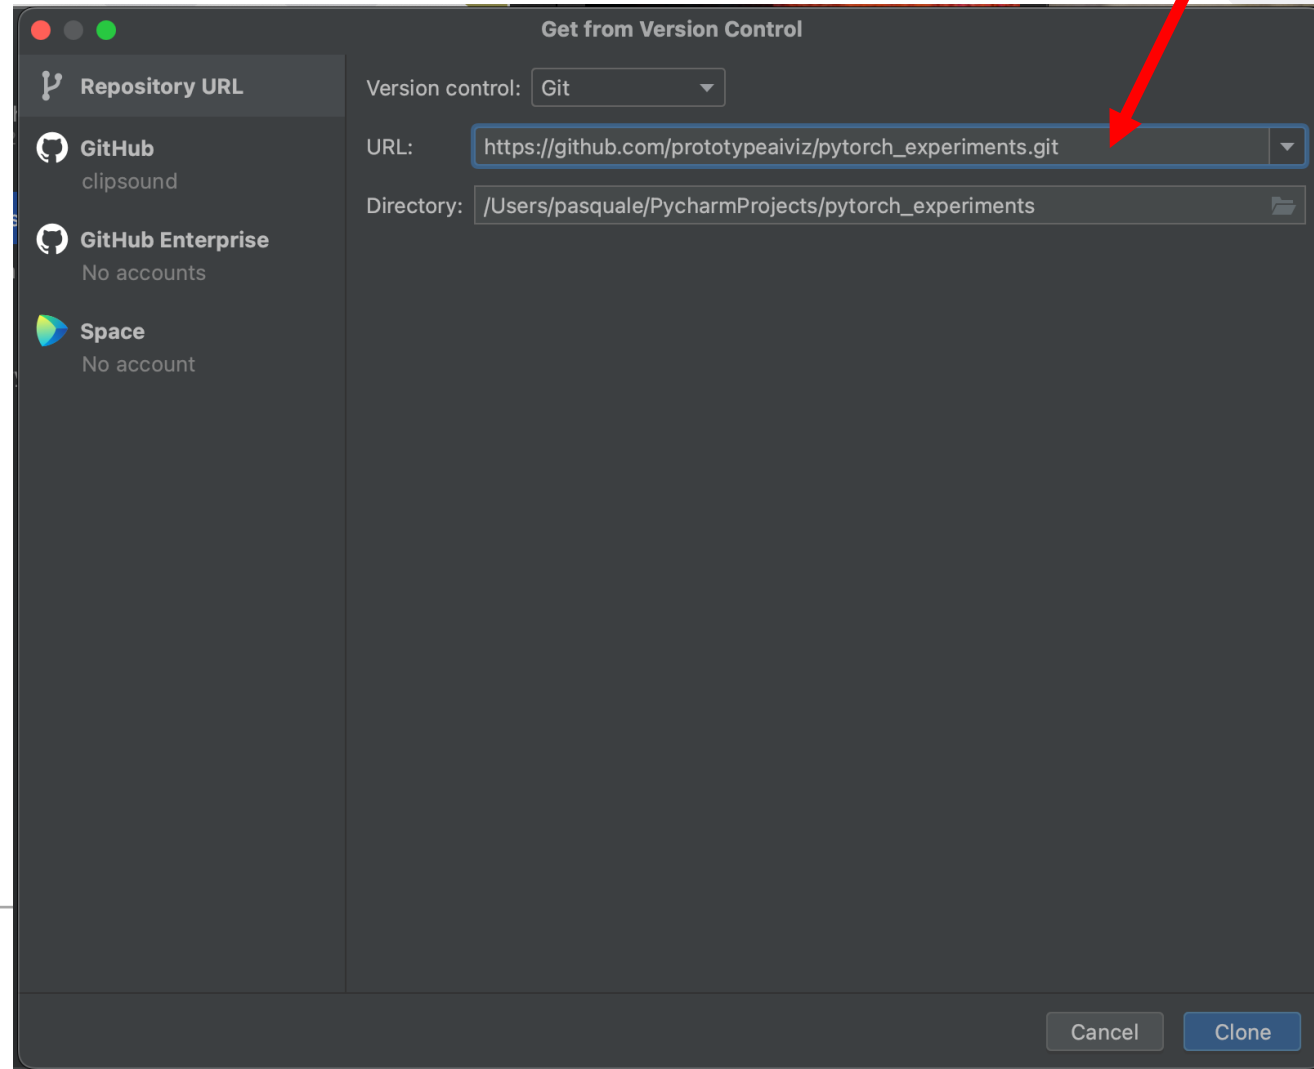 Get from Version Control
Repository URL
GitHub
clipsound
GitHub Enterprise
No accounts
Space
No account
Version control: Git
URL: https://github.com/prototypeaiviz/pytorch_experiments.git
Directory: /Users/pasquale/PycharmProjects/pytorch_experiments
Cancel Clone